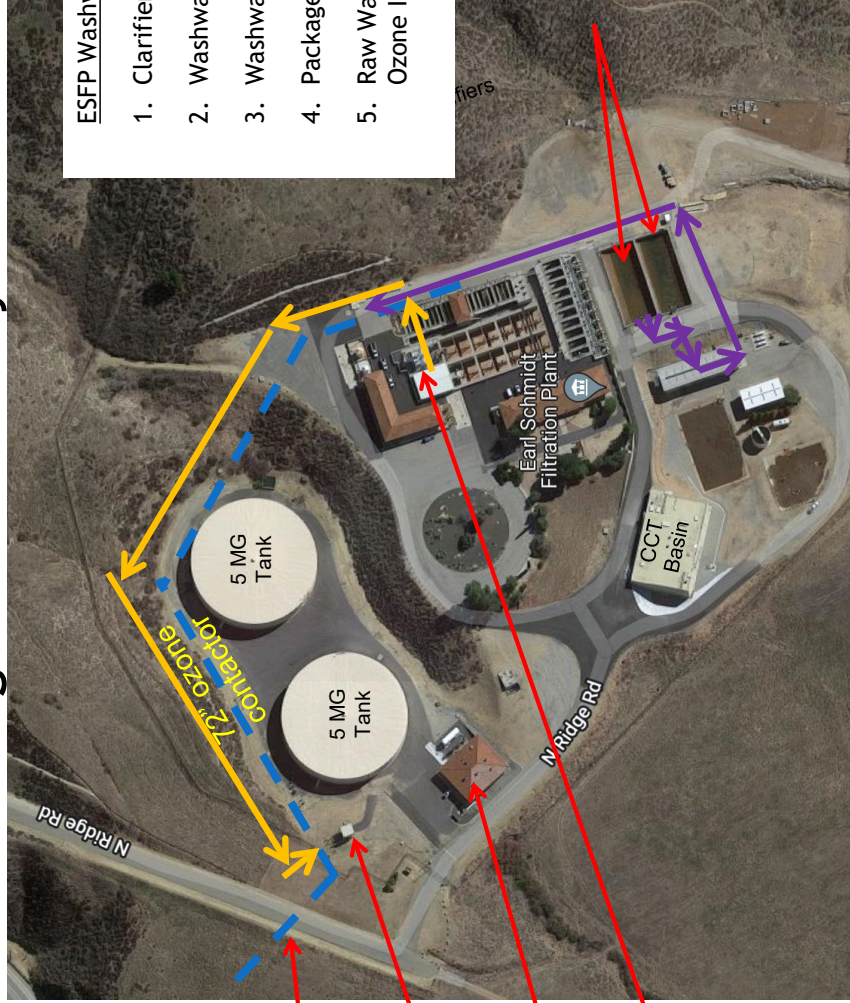 ESFP Washw
1. Clarifie
2. Washwa
3. Washwa
4. Package
5. Raw Wa
Ozone I
fiers
N Ridge Rd
72" ozone
contactor
5 MG
Tank
5 MG
Tank
Earl Schmidt
Filtration Plant
CCT
Basin
N Ridge Rd